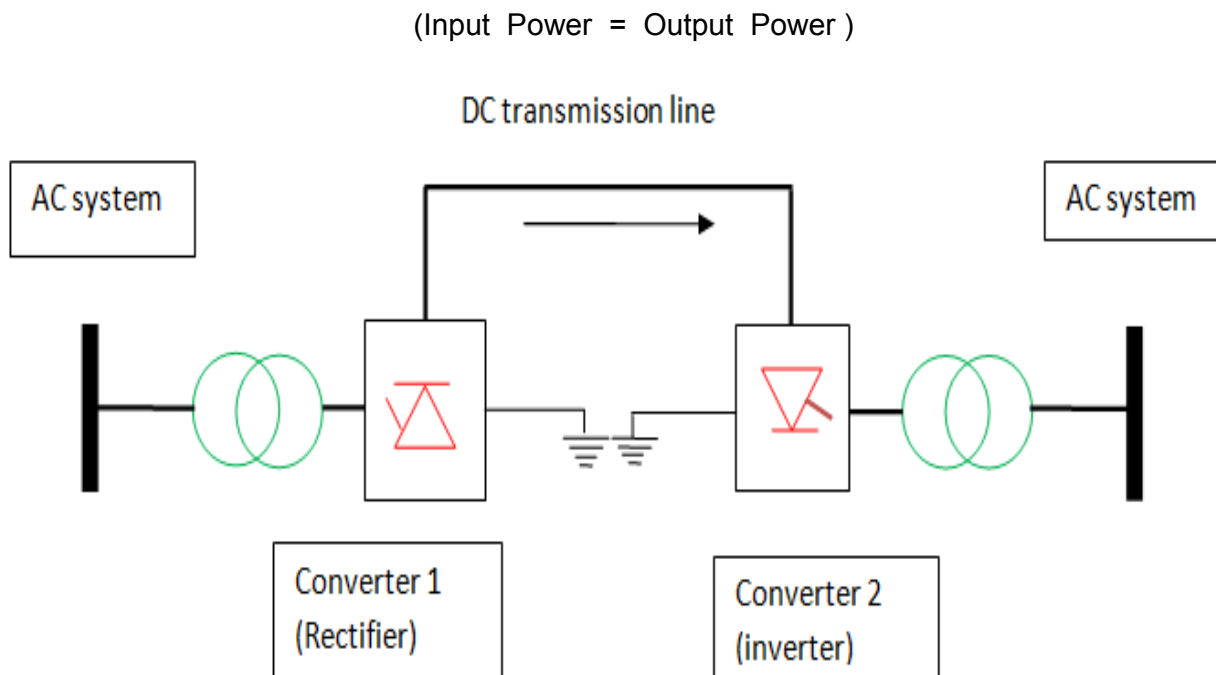 (Input Power = Output Power )
DC transmission line
AC system
AC system
Converter 1
(Rectifier)
Converter 2
(inverter)